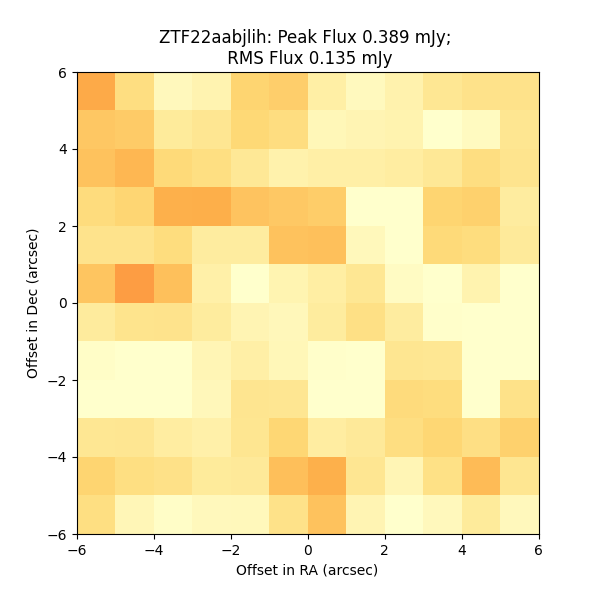 ZTF22aabjlih: Peak Flux 0.389 mJy;
RMS Flux 0.135 mJy
6
4
2
0
−2
−4
−6
Offset in Dec (arcsec)
−6 −4 −2 0 2 4 6
Offset in RA (arcsec)